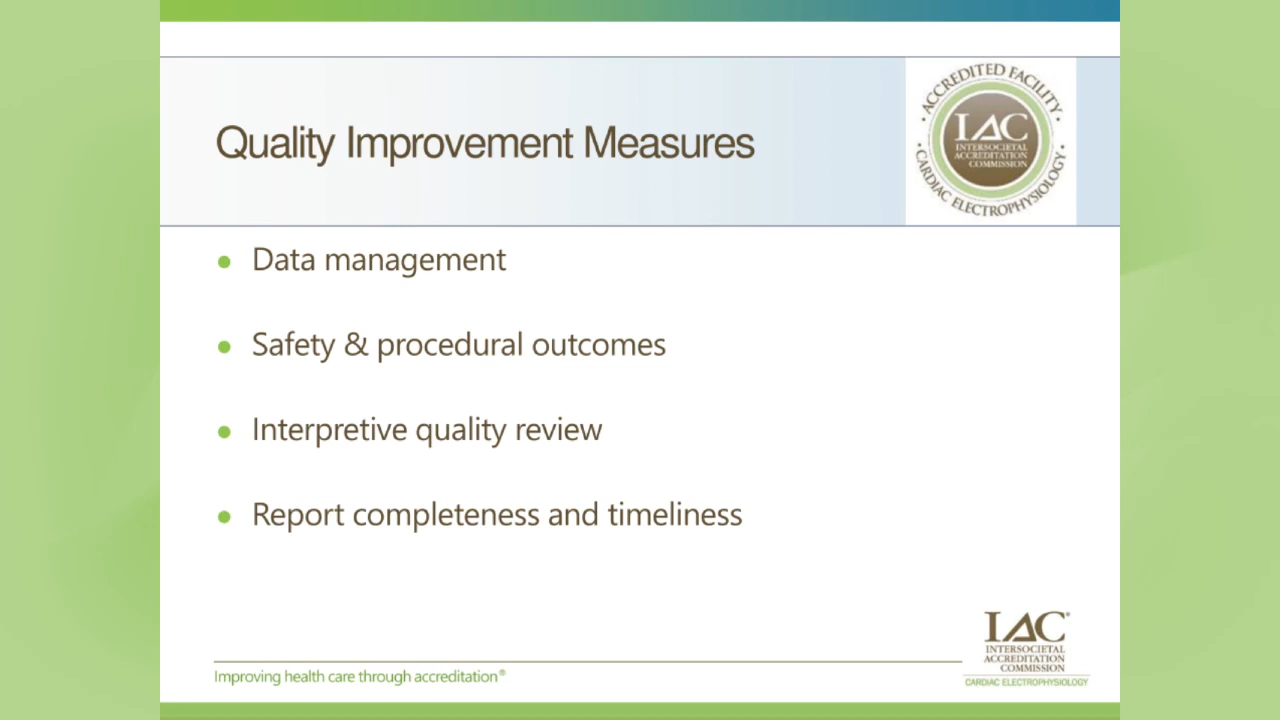 ACCREDITED FACILITY
IAC
INTERSOCIETAL
ACCREDITATION
COMMISSION
CARDIAC ELECTROPHYSIOLOGY
Quality Improvement Measures
• Data management
• Safety & procedural outcomes
• Interpretive quality review
• Report completeness and timeliness
Improving health care through accreditation®
IAC®
INTERSOCIETAL
ACCREDITATION
COMMISSION
CARDIAC ELECTROPHYSIOLOGY